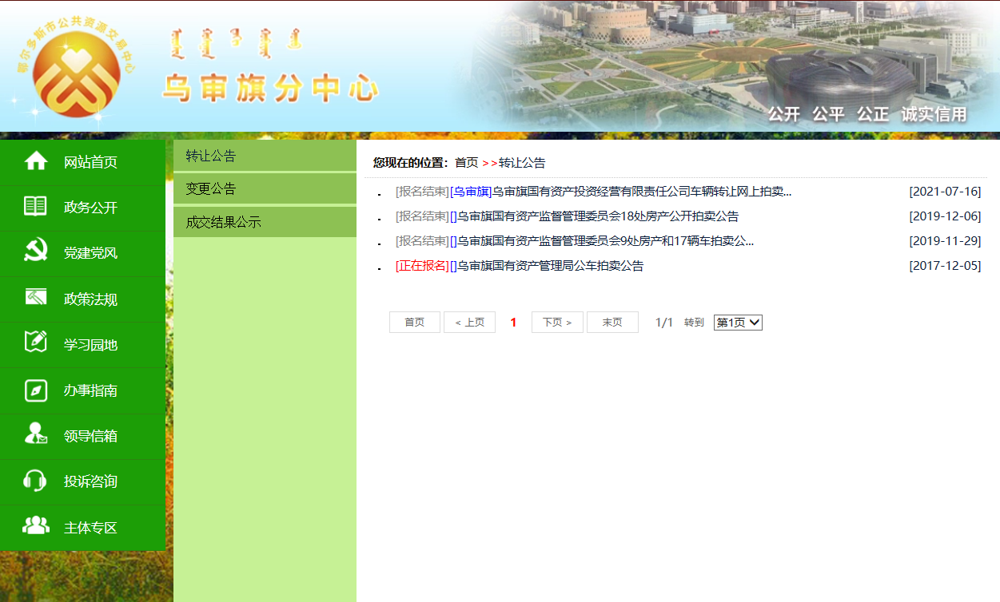 鄂尔多斯市公共资源交易中心
乌审旗分中心
公开 公平 公正 诚实信用
网站首页
政务公开
党建党风
政策法规
学习园地
办事指南
领导信箱
投诉咨询
主体专区
转让公告
变更公告
成交结果公示
您现在的位置：首页 >>转让公告
[报名结束][乌审旗]乌审旗国有资产投资经营有限责任公司车辆转让网上拍卖... [2021-07-16]
[报名结束][]乌审旗国有资产监督管理委员会18处房产公开拍卖公告 [2019-12-06]
[报名结束][]乌审旗国有资产监督管理委员会9处房产和17辆车拍卖公... [2019-11-29]
[正在报名][]乌审旗国有资产管理局公车拍卖公告 [2017-12-05]
首页 < 上页 1 下页 > 末页 1/1 转到 第1页